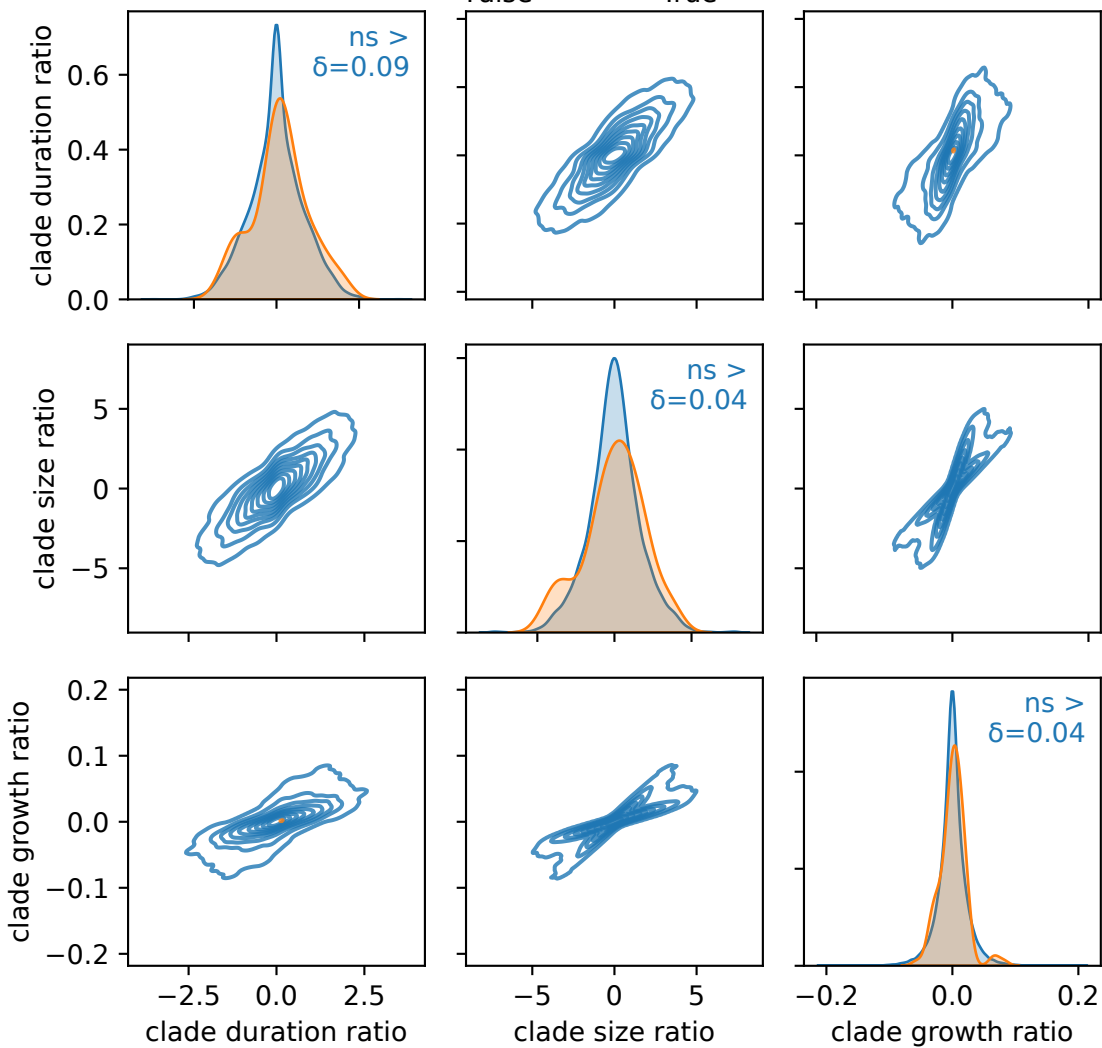 False True
clade duration ratio
0.6
0.4
0.2
0.0
ns >
δ=0.09
clade size ratio
5
0
−5
ns >
δ=0.04
clade growth ratio
0.2
0.1
0.0
−0.1
−0.2
ns >
δ=0.04
−2.5 0.0 2.5
−5 0 5
−0.2 0.0 0.2
clade duration ratio
clade size ratio
clade growth ratio